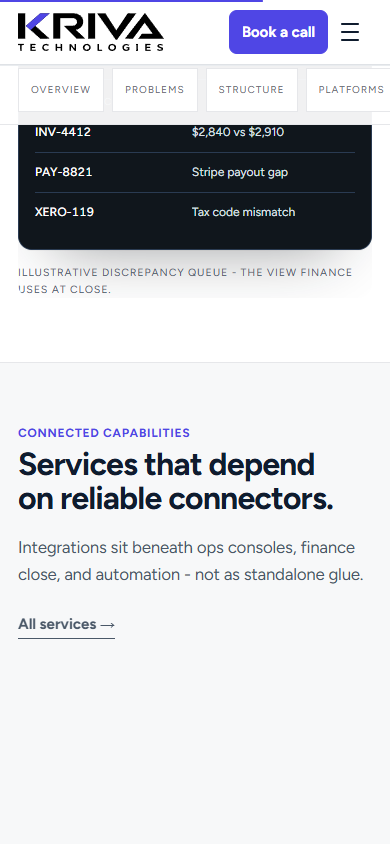 KRIVA
TECHNOLOGIES
Book a call
OVERVIEW
PROBLEMS
STRUCTURE
PLATFORMS
INV-4412 $2,840 vs $2,910
PAY-8821 Stripe payout gap
XERO-119 Tax code mismatch
ILLUSTRATIVE DISCREPANCY QUEUE - THE VIEW FINANCE
USES AT CLOSE.
CONNECTED CAPABILITIES
Services that depend
on reliable connectors.
Integrations sit beneath ops consoles, finance
close, and automation - not as standalone glue.
All services →